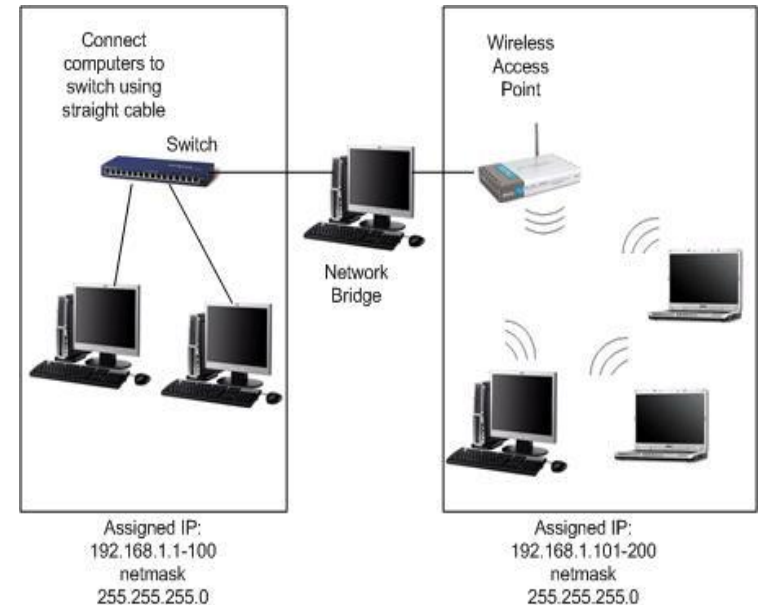 Connect
computers to
switch using
straight cable
Switch
Network
Bridge
Wireless
Access
Point
Assigned IP:
192.168.1.1-100
netmask
255.255.255.0
Assigned IP:
192.168.1.101-200
netmask
255.255.255.0